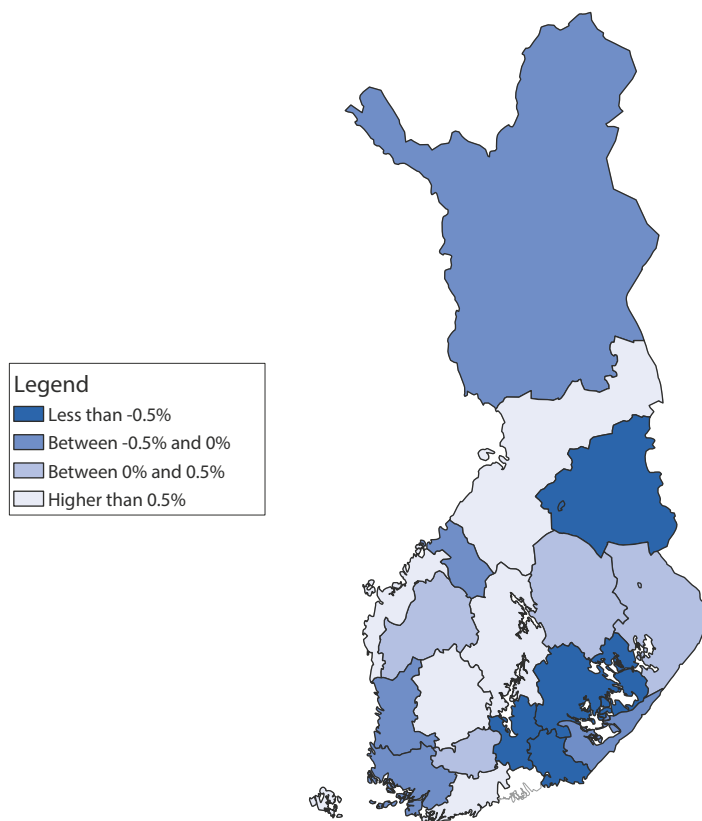 Legend
Less than -0.5%
Between -0.5% and 0%
Between 0% and 0.5%
Higher than 0.5%